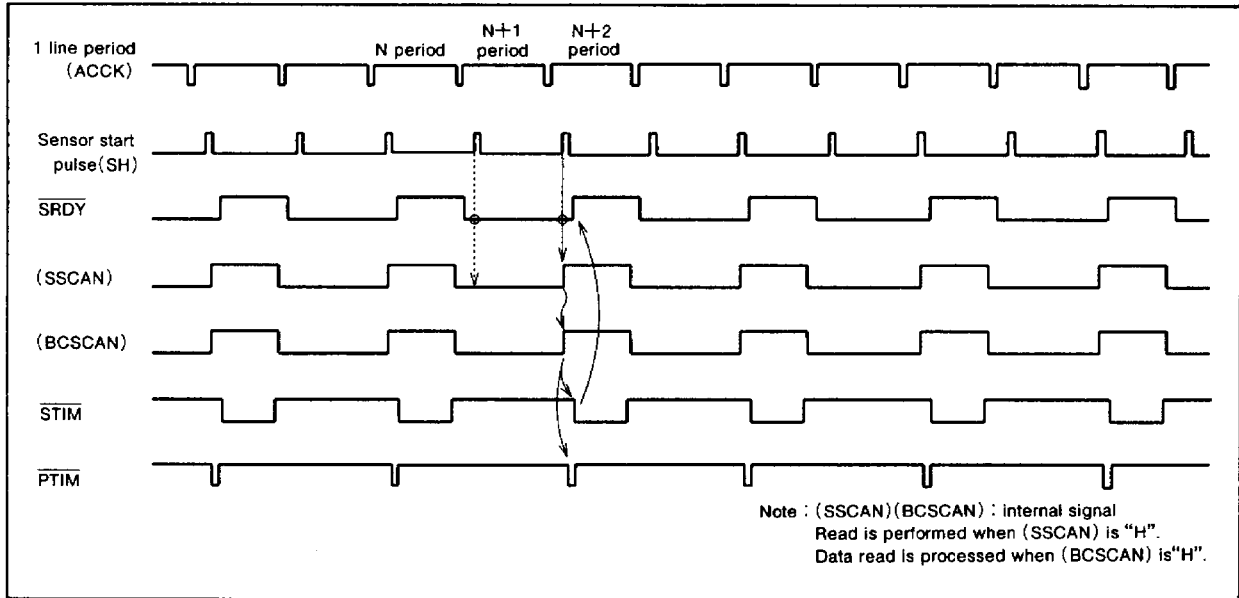 1 line period
(ACCK)
N period
N+1
period
N+2
period
Sensor start
pulse(SH)
SRDY
(SSCAN)
(BCSCAN)
STIM
PTIM
Note : (SSCAN)(BCSCAN) : internal signal
Read is performed when (SSCAN) is “H”.
Data read is processed when (BCSCAN) is“H”.